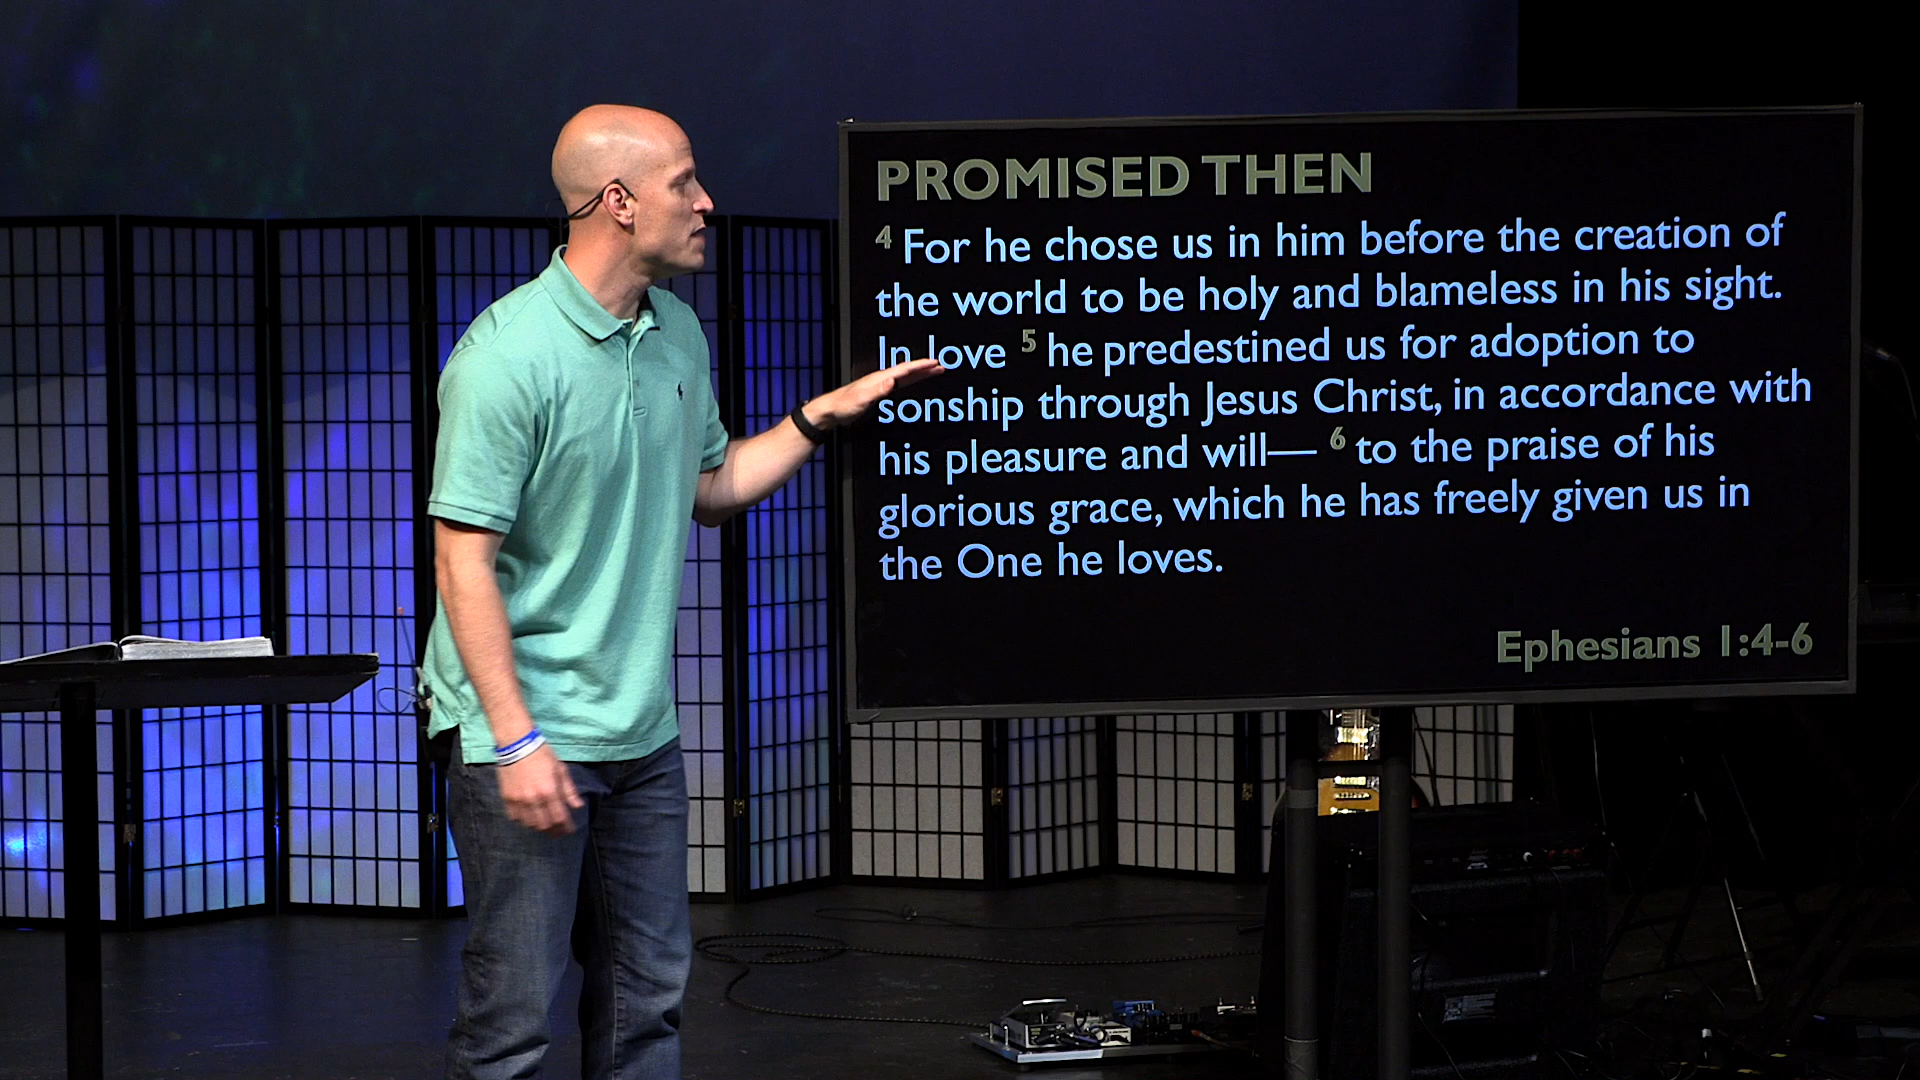 PROMISED THEN
4 For he chose us in him before the creation of
the world to be holy and blameless in his sight.
In love 5 he predestined us for adoption to
sonship through Jesus Christ, in accordance with
his pleasure and will— 6 to the praise of his
glorious grace, which he has freely given us in
the One he loves.
Ephesians 1:4-6